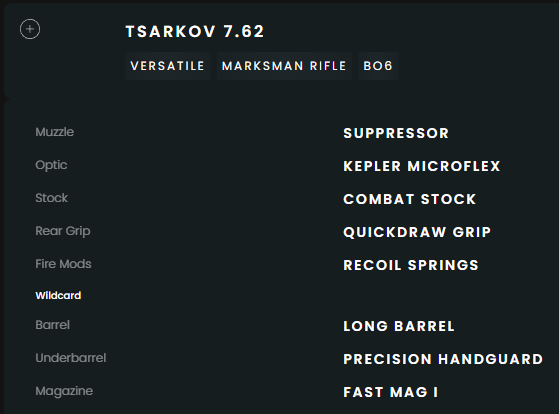 TSARKOV 7.62
VERSATILE MARKSMAN RIFLE BO6
Muzzle SUPPRESSOR
Optic KEPLER MICROFLEX
Stock COMBAT STOCK
Rear Grip QUICKDRAW GRIP
Fire Mods RECOIL SPRINGS
Wildcard
Barrel LONG BARREL
Underbarrel PRECISION HANDGUARD
Magazine FAST MAG I